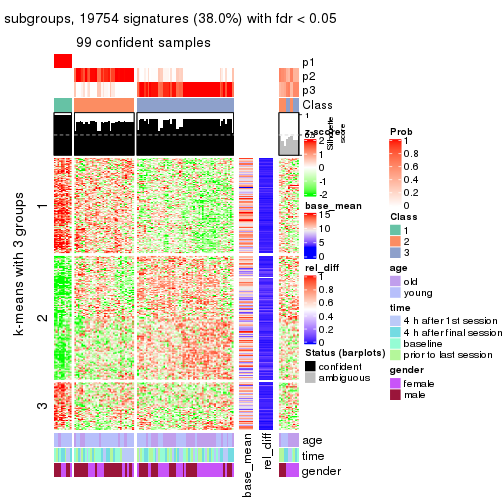 subgroups, 19754 signatures (38.0%) with fdr < 0.05
99 confident samples
p1
p2
p3
Class
1
0.5
Silhouette
score
z-scores
2
1
0
-1
-2
base_mean
15
10
5
0
rel_diff
1
0.8
0.6
0.4
0.2
0
Status (barplots)
confident
ambiguous
Prob
1
0.8
0.6
0.4
0.2
0
Class
1
2
3
age
old
young
time
4 h after 1st session
4 h after final session
baseline
prior to last session
gender
female
male
k-means with 3 groups
1
2
3
base_mean
rel_diff
age
time
gender